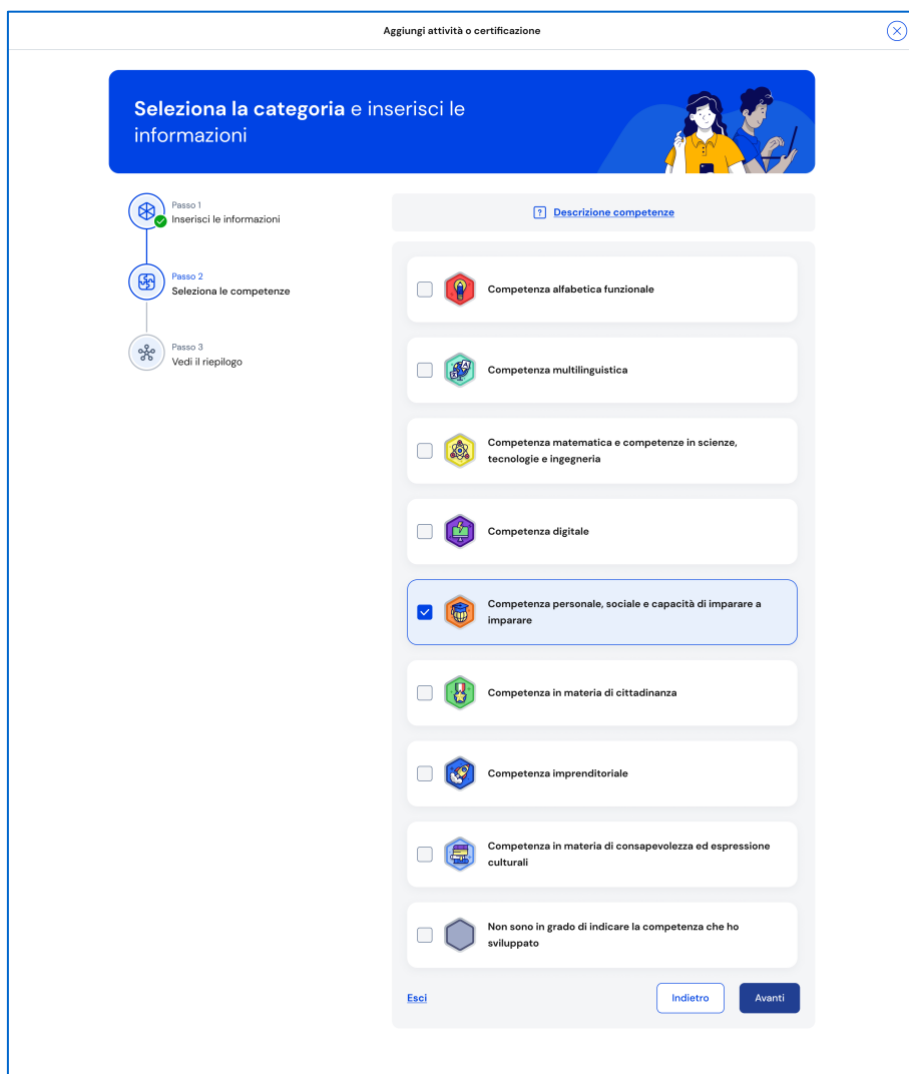 Aggiungi attività o certificazione
Seleziona la categoria e inserisci le
informazioni
Passo 1
Inserisci le informazioni
Passo 2
Seleziona le competenze
Passo 3
Vedi il riepilogo
? Descrizione competenze
Competenza alfabetica funzionale
Competenza multilinguistica
Competenza matematica e competenze in scienze,
tecnologie e ingegneria
Competenza digitale
Competenza personale, sociale e capacità di imparare a
imparare
Competenza in materia di cittadinanza
Competenza imprenditoriale
Competenza in materia di consapevolezza ed espressione
culturali
Non sono in grado di indicare la competenza che ho
sviluppato
Esci
Indietro
Avanti